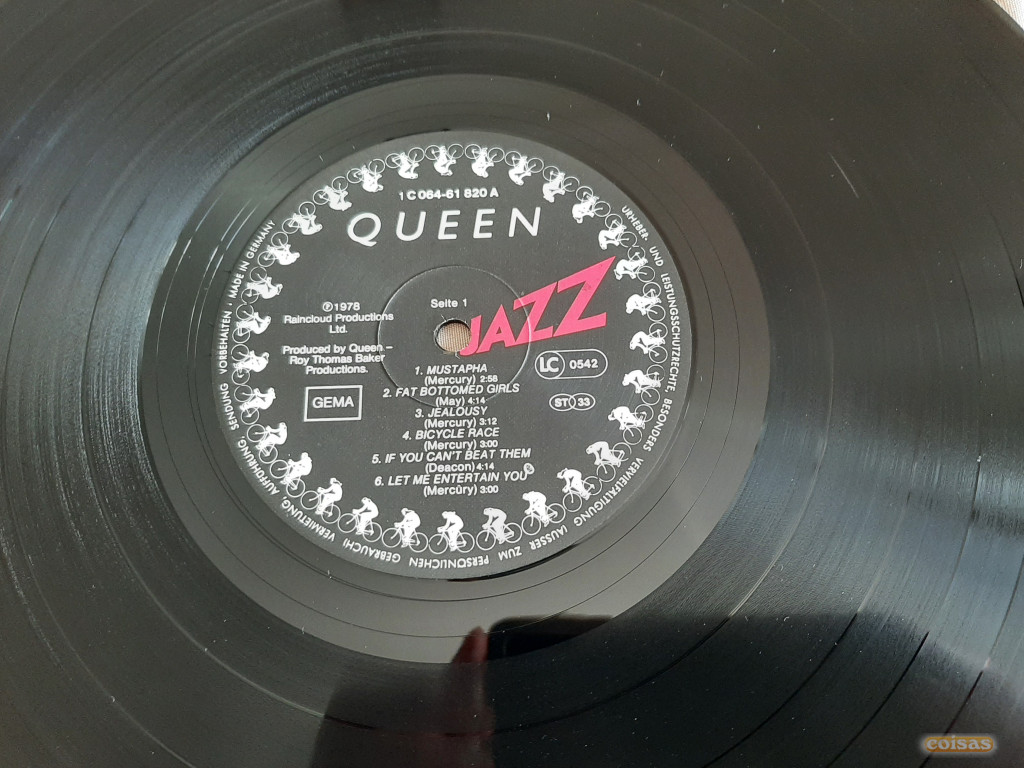 1 C 064-61 820 A
QUEEN
JAZZ
Seite 1
℗1978
Raincloud Productions
Ltd.
Produced by Queen –
Roy Thomas Baker
Productions.
GEMA
LC 0542
ST 33
1. MUSTAPHA
(Mercury) 2:58
2. FAT BOTTOMED GIRLS
(May) 4:14
3. JEALOUSY
(Mercury) 3:12
4. BICYCLE RACE
(Mercury) 3:00
5. IF YOU CAN'T BEAT THEM
(Deacon) 4:14
6. LET ME ENTERTAIN YOU
(Mercury) 3:00
URHEBER- UND LEISTUNGSSCHUTZRECHTE BESONDERS VERVIELFÄLTIGUNG (AUSSER ZUM PERSÖNLICHEN GEBRAUCH) VERMIETUNG, AUFFÜHRUNG, SENDUNG VORBEHALTEN · MADE IN GERMANY
coisas